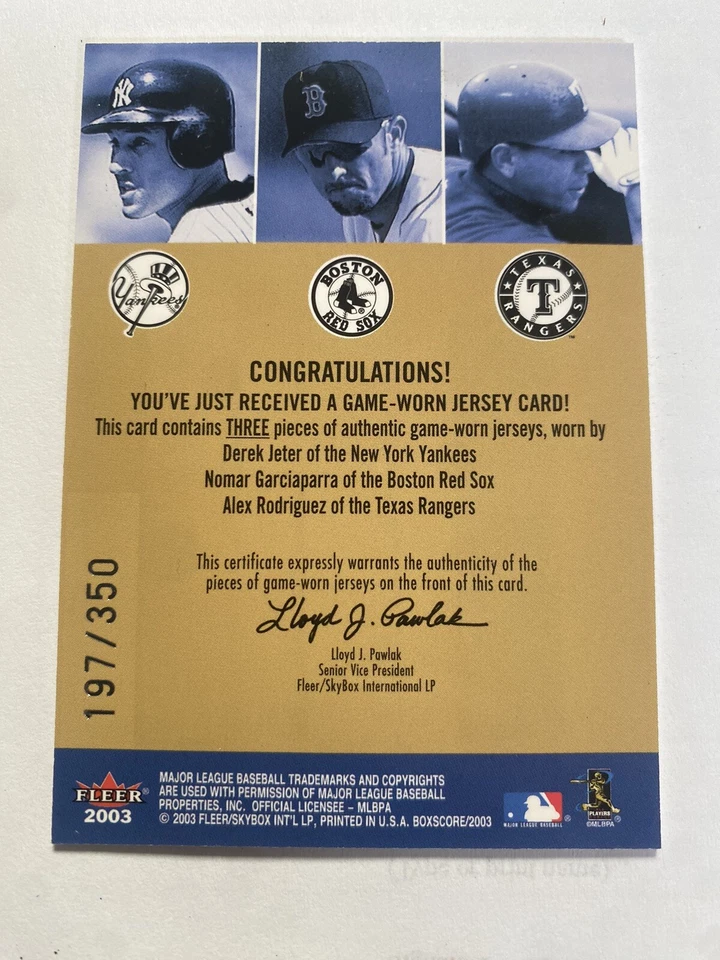 NY
B
T
Yankees
BOSTON
RED SOX ®
TEXAS
T
RANGERS
™
CONGRATULATIONS!
YOU'VE JUST RECEIVED A GAME-WORN JERSEY CARD!
This card contains THREE pieces of authentic game-worn jerseys, worn by
Derek Jeter of the New York Yankees
Nomar Garciaparra of the Boston Red Sox
Alex Rodriguez of the Texas Rangers
This certificate expressly warrants the authenticity of the
pieces of game-worn jerseys on the front of this card.
Lloyd J. Pawlak
Lloyd J. Pawlak
Senior Vice President
Fleer/SkyBox International LP
197/350
FLEER®
2003
MAJOR LEAGUE BASEBALL TRADEMARKS AND COPYRIGHTS
ARE USED WITH PERMISSION OF MAJOR LEAGUE BASEBALL
PROPERTIES, INC. OFFICIAL LICENSEE – MLBPA
© 2003 FLEER/SKYBOX INT'L LP, PRINTED IN U.S.A. BOXSCORE/2003
MAJOR LEAGUE BASEBALL ®
PLAYERS
©MLBPA ®